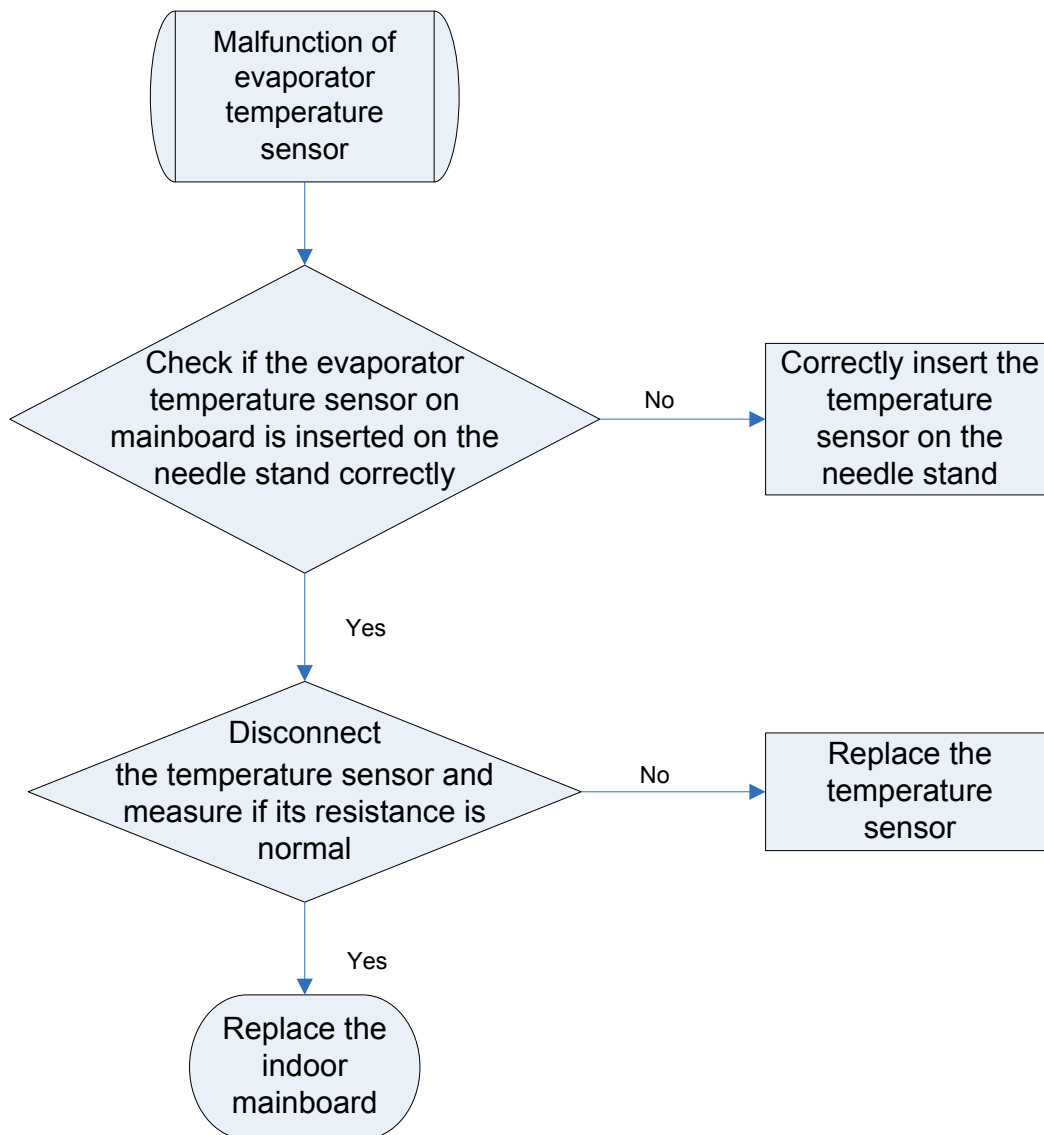 Malfunction of
evaporator
temperature
sensor
Check if the evaporator
temperature sensor on
mainboard is inserted on the
needle stand correctly
No
Correctly insert the
temperature
sensor on the
needle stand
Yes
Disconnect
the temperature sensor and
measure if its resistance is
normal
No
Replace the
temperature
sensor
Yes
Replace the
indoor
mainboard